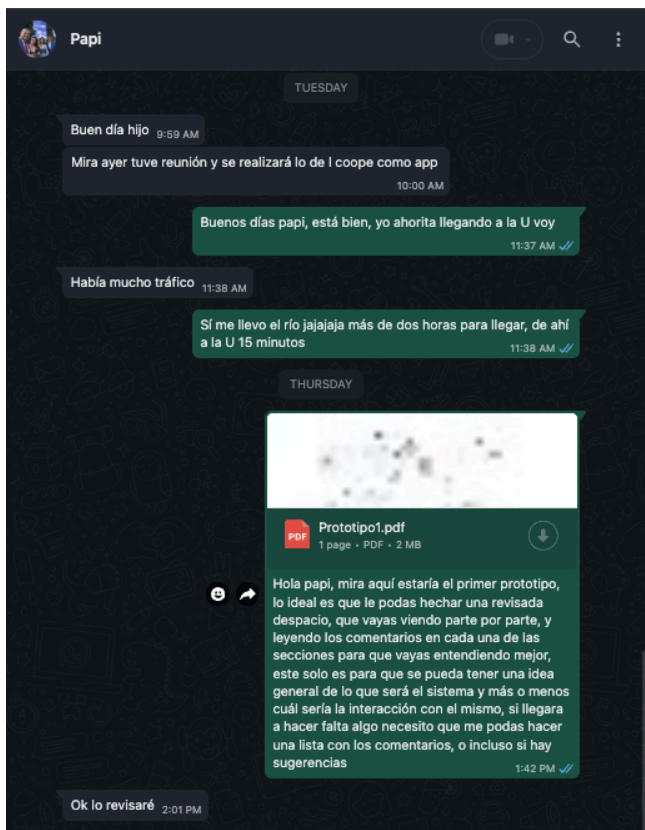 Papi
TUESDAY
Buen día hijo 9:59 AM
Mira ayer tuve reunión y se realizará lo de l coope como app
10:00 AM
Buenos días papi, está bien, yo ahorita llegando a la U voy
11:37 AM
Había mucho tráfico 11:38 AM
Sí me llevo el río jajajaja más de dos horas para llegar, de ahí
a la U 15 minutos
11:38 AM
THURSDAY
Prototipo1.pdf
PDF
1 page • PDF • 2 MB
Hola papi, mira aquí estaría el primer prototipo,
lo ideal es que le podas hechar una revisada
despacio, que vayas viendo parte por parte, y
leyendo los comentarios en cada una de las
secciones para que vayas entendiendo mejor,
este solo es para que se pueda tener una idea
general de lo que será el sistema y más o menos
cuál sería la interacción con el mismo, si llegara
a hacer falta algo necesito que me podas hacer
una lista con los comentarios, o incluso si hay
sugerencias
1:42 PM
Ok lo revisaré 2:01 PM